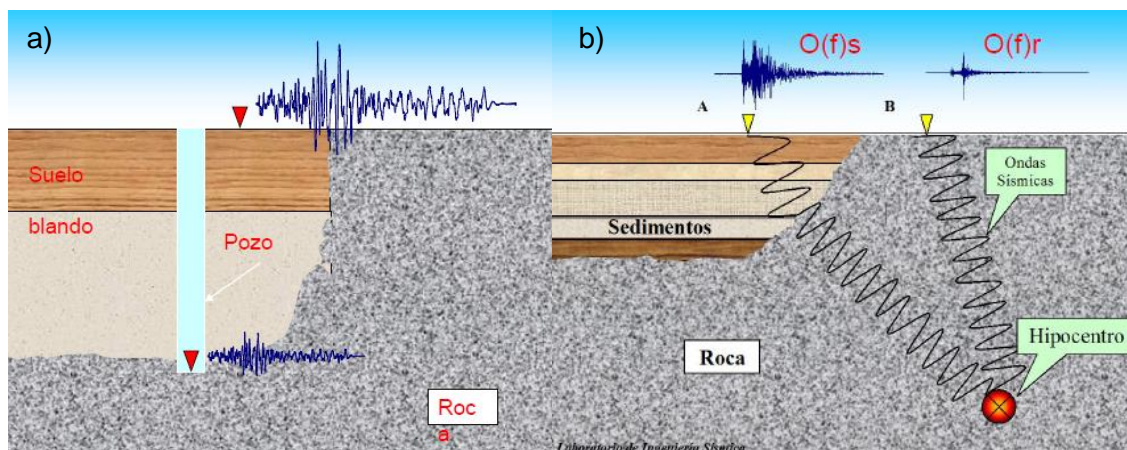 a)
Suelo
blando
Pozo
Roc
a
b)
O(f)s
O(f)r
A
B
Ondas
Sísmicas
Sedimentos
Hipocentro
Roca
Laboratorio de Ingeniería Sísmica